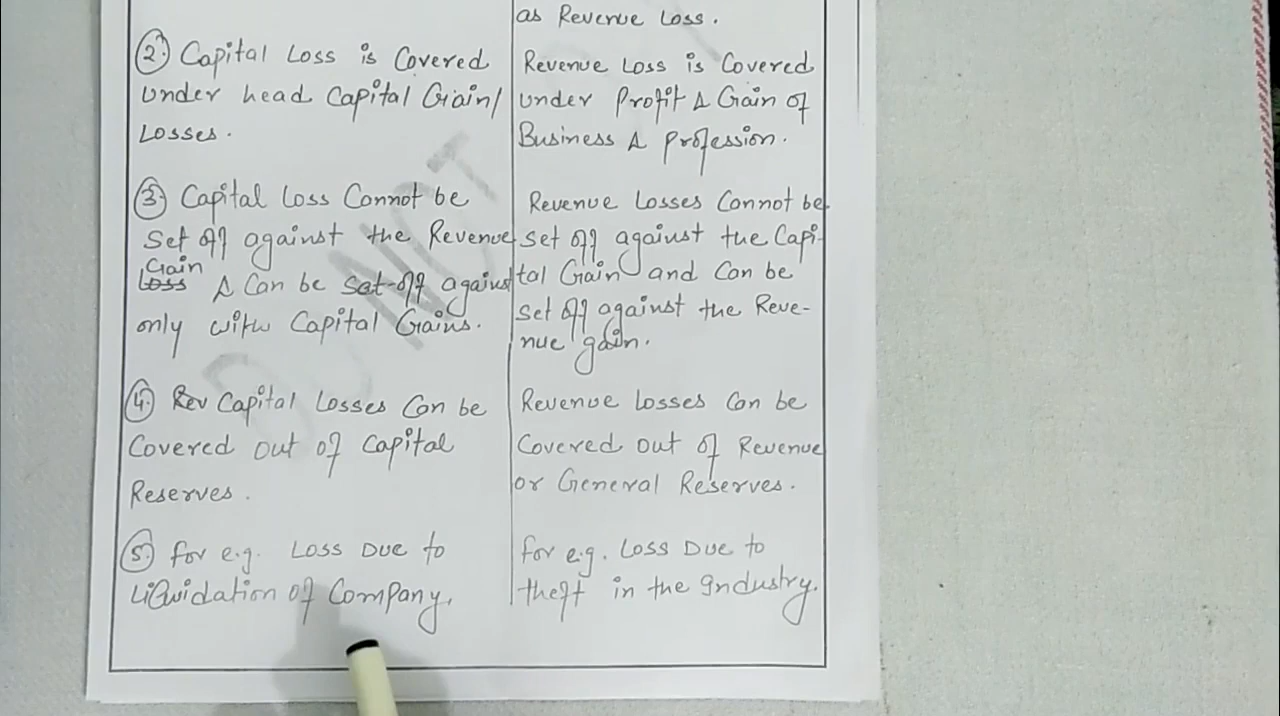 as Revenue Loss.
② Capital Loss is Covered
under head Capital Gain/
Losses.
Revenue Loss is Covered
under Profit & Gain of
Business & Profession.
③ Capital Loss Cannot be
Set off against the Revenue
Gain
Loss & Can be set-off against
only with Capital Gains.
Revenue Losses Cannot be
set off against the Capi-
tal Gain and Can be
set off against the Reve-
nue gain.
④ Rev Capital Losses Can be
Covered out of Capital
Reserves.
Revenue Losses Can be
Covered out of Revenue
or General Reserves.
⑤ For e.g. Loss Due to
Liquidation of Company.
For e.g. Loss Due to
theft in the Industry.
DO NOT